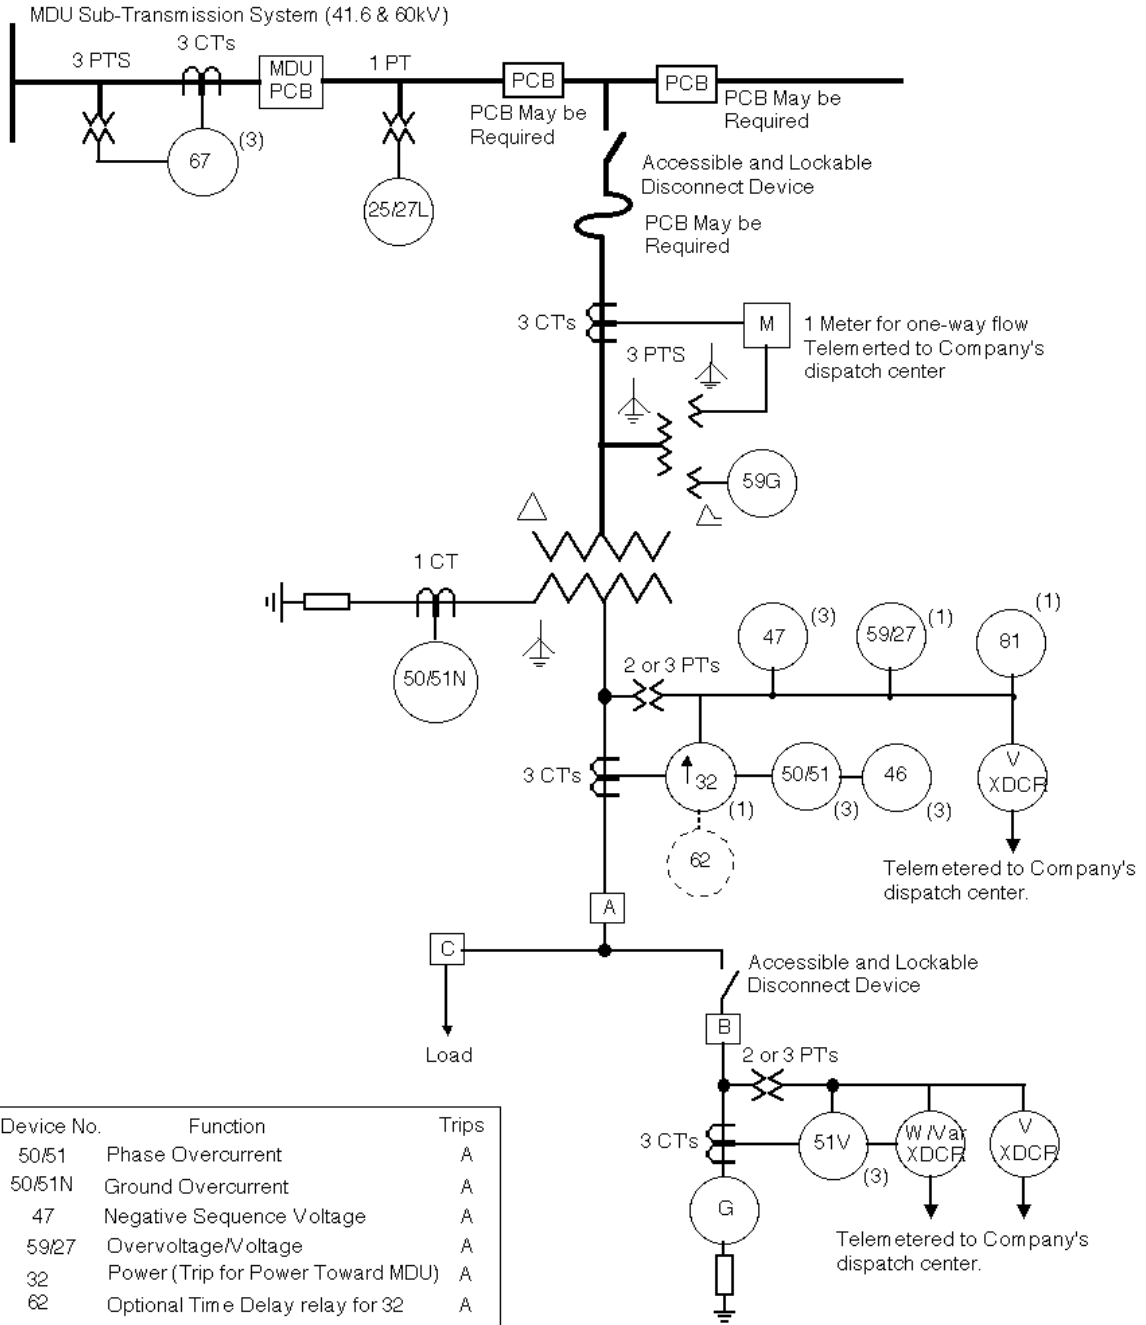 MDU Sub-Transmission System (41.6 & 60kV)
3 PT'S
3 CT's
MDU
PCB
1 PT
PCB
PCB May be
Required
PCB
PCB May be
Required
67
(3)
25/27L
Accessible and Lockable
Disconnect Device
PCB May be
Required
3 CT's
M
1 Meter for one-way flow
Telemerted to Company's
dispatch center
3 PT'S
59G
1 CT
50/51N
47
(3)
59/27
(1)
81
(1)
2 or 3 PT's
3 CT's
32
(1)
50/51
(3)
46
(3)
V
XDCR
62
Telemetered to Company's
dispatch center.
A
C
Load
Accessible and Lockable
Disconnect Device
B
2 or 3 PT's
3 CT's
51V
(3)
W/Var
XDCR
V
XDCR
G
Telemetered to Company's
dispatch center.
Device No. Function Trips
50/51 Phase Overcurrent A
50/51N Ground Overcurrent A
47 Negative Sequence Voltage A
59/27 Overvoltage/Voltage A
32 Power (Trip for Power Toward MDU) A
62 Optional Time Delay relay for 32 A